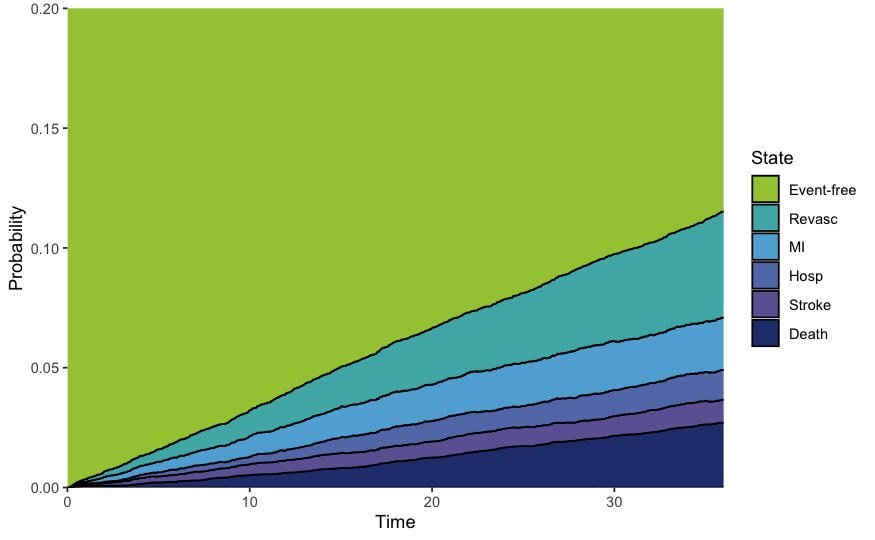 Probability
0.20
0.15
0.10
0.05
0.00
0
10
20
30
Time
State
Event-free
Revasc
MI
Hosp
Stroke
Death